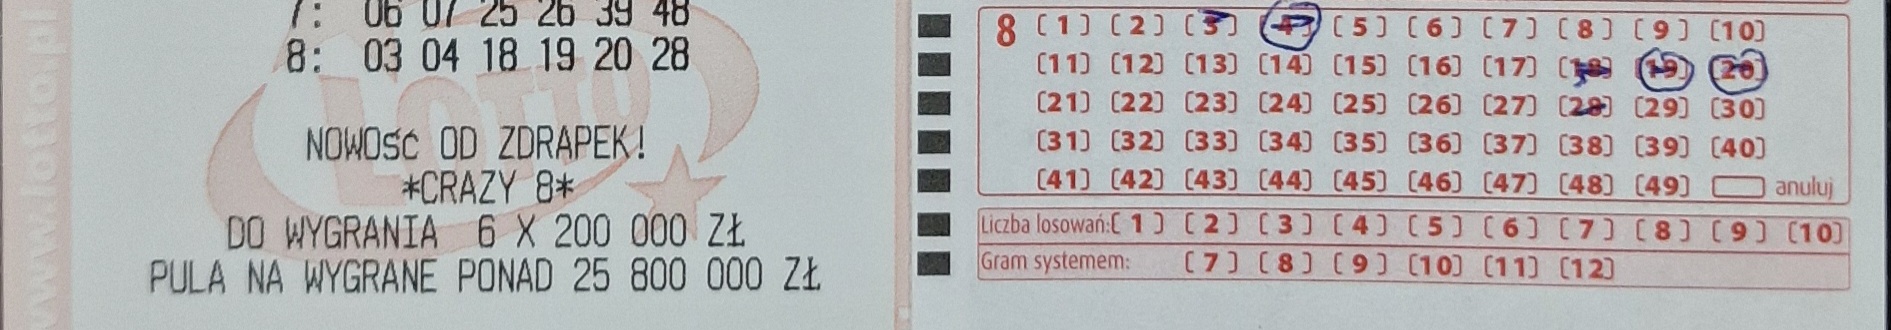 7: 06 07 25 26 39 48
8: 03 04 18 19 20 28
LOTTO
NOWOŚĆ OD ZDRAPEK!
*CRAZY 8*
DO WYGRANIA 6 X 200 000 ZŁ
PULA NA WYGRANE PONAD 25 800 000 ZŁ
www.lotto.pl
8 [ 1 ] [ 2 ] [ 3 ] [ 4 ] [ 5 ] [ 6 ] [ 7 ] [ 8 ] [ 9 ] [10]
[11] [12] [13] [14] [15] [16] [17] [18] [19] [20]
[21] [22] [23] [24] [25] [26] [27] [28] [29] [30]
[31] [32] [33] [34] [35] [36] [37] [38] [39] [40]
[41] [42] [43] [44] [45] [46] [47] [48] [49] anuluj
Liczba losowań:[ 1 ] [ 2 ] [ 3 ] [ 4 ] [ 5 ] [ 6 ] [ 7 ] [ 8 ] [ 9 ] [10]
Gram systemem: [ 7 ] [ 8 ] [ 9 ] [10] [11] [12]